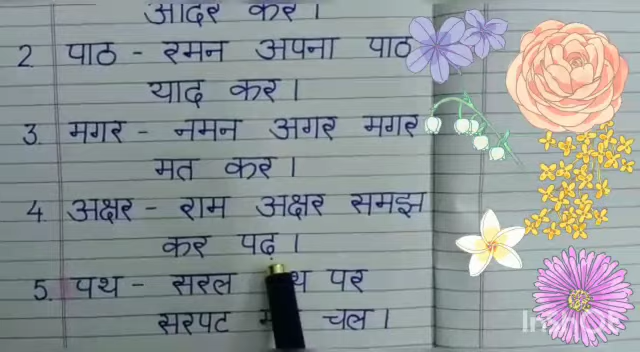 आदर कर।
2. पाठ - रमन अपना पाठ
याद कर।
3. मगर - नमन अगर मगर
मत कर।
4. अक्षर - राम अक्षर समझ
कर पढ़।
5. पथ - सरल पर
सरपट चल।